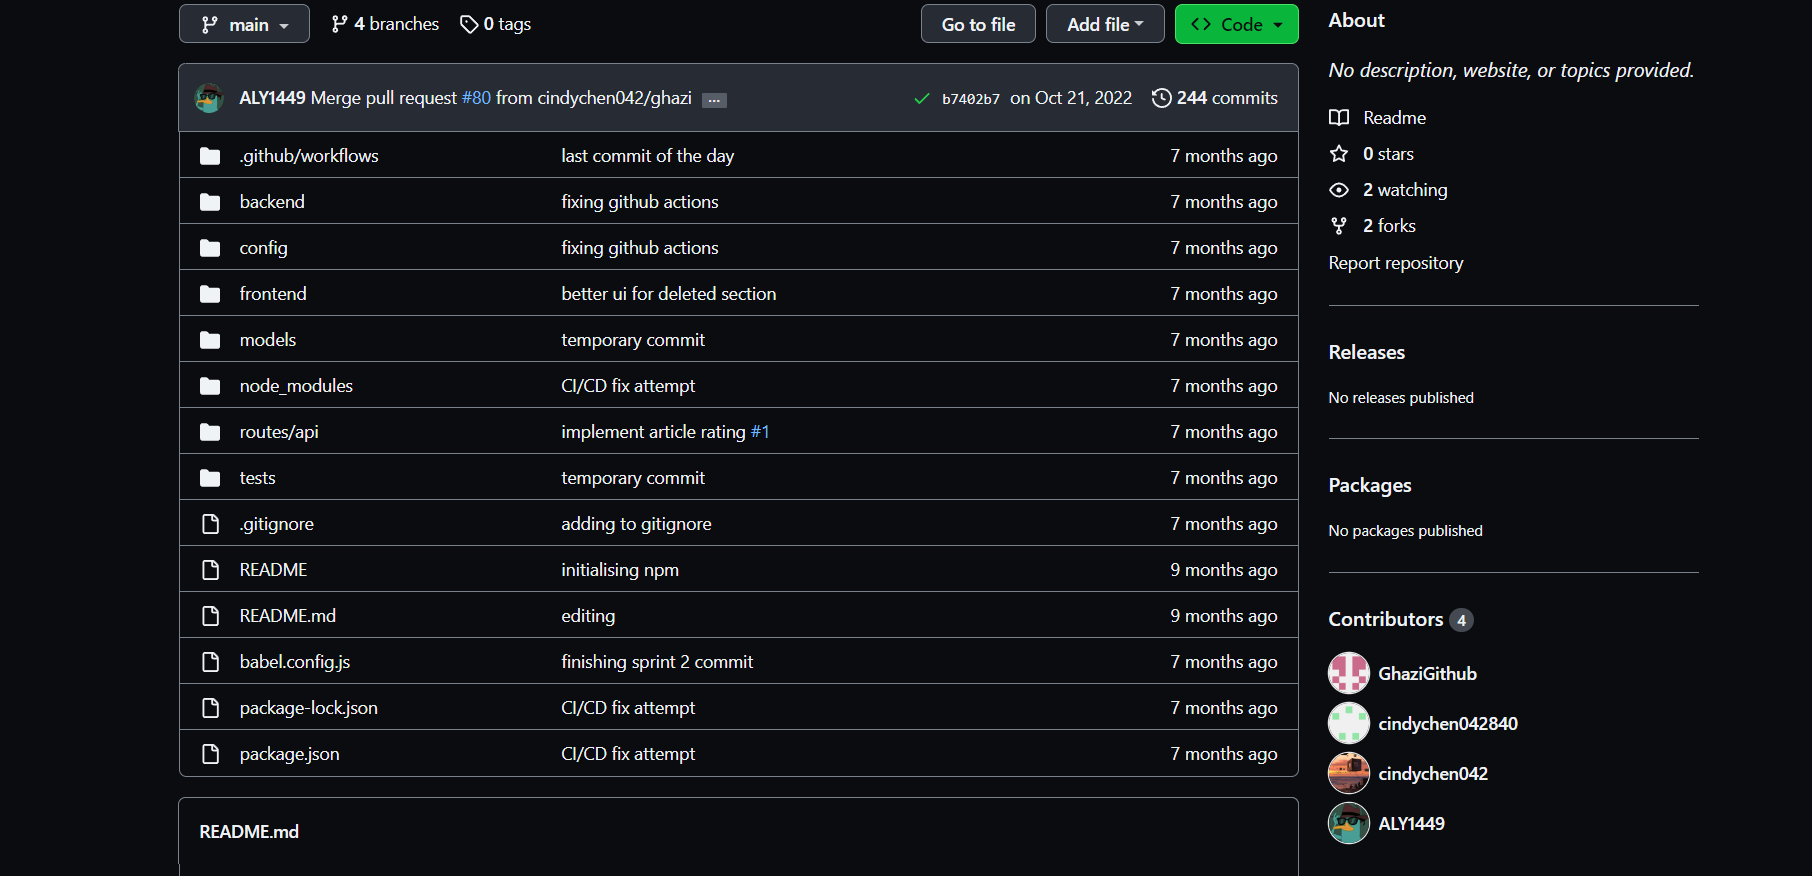 main
4 branches
0 tags
Go to file
Add file
Code
ALY1449 Merge pull request #80 from cindychen042/ghazi ...
b7402b7 on Oct 21, 2022
244 commits
.github/workflows last commit of the day 7 months ago
backend fixing github actions 7 months ago
config fixing github actions 7 months ago
frontend better ui for deleted section 7 months ago
models temporary commit 7 months ago
node_modules CI/CD fix attempt 7 months ago
routes/api implement article rating #1 7 months ago
tests temporary commit 7 months ago
.gitignore adding to gitignore 7 months ago
README initialising npm 9 months ago
README.md editing 9 months ago
babel.config.js finishing sprint 2 commit 7 months ago
package-lock.json CI/CD fix attempt 7 months ago
package.json CI/CD fix attempt 7 months ago
README.md
About
No description, website, or topics provided.
Readme
0 stars
2 watching
2 forks
Report repository
Releases
No releases published
Packages
No packages published
Contributors 4
GhaziGithub
cindychen042840
cindychen042
ALY1449